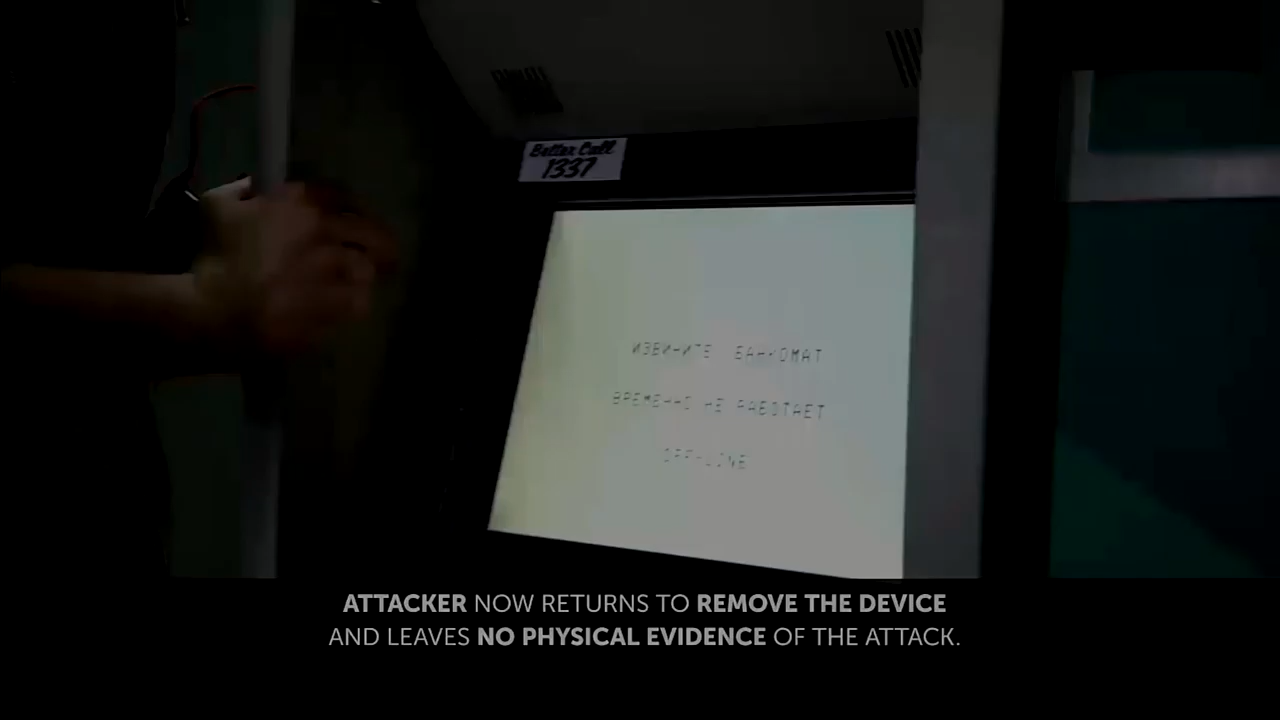 Better Call
1337
ИЗВИНИТЕ БАНКОМАТ
ВРЕМЕННО НЕ РАБОТАЕТ
OFF-LINE
ATTACKER NOW RETURNS TO REMOVE THE DEVICE
AND LEAVES NO PHYSICAL EVIDENCE OF THE ATTACK.